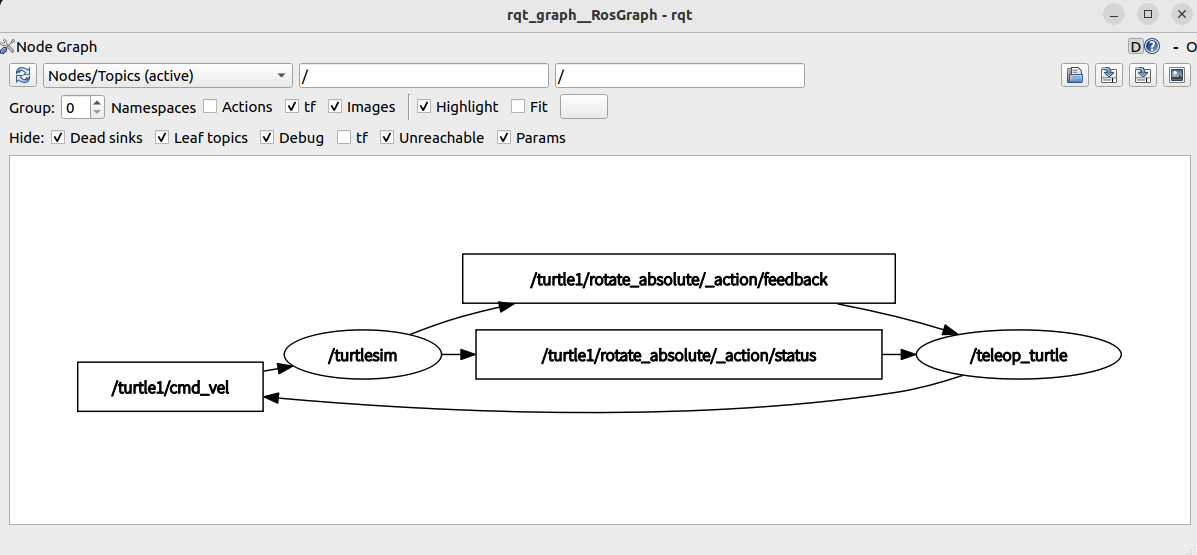 rqt_graph__RosGraph - rqt
Node Graph D ? - O
Nodes/Topics (active) / /
Group: 0 Namespaces Actions tf Images Highlight Fit
Hide: Dead sinks Leaf topics Debug tf Unreachable Params
/turtle1/rotate_absolute/_action/feedback
/turtlesim /turtle1/rotate_absolute/_action/status /teleop_turtle
/turtle1/cmd_vel